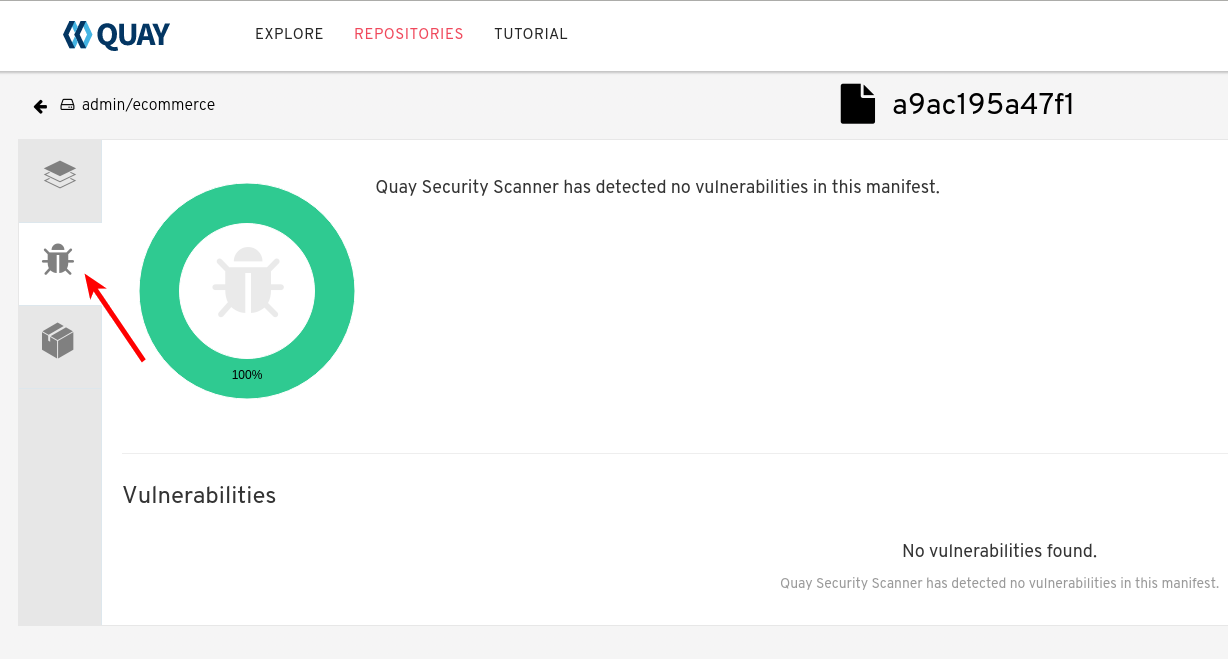 QUAY EXPLORE REPOSITORIES TUTORIAL
admin/ecommerce a9ac195a47f1
Quay Security Scanner has detected no vulnerabilities in this manifest.
100%
Vulnerabilities
No vulnerabilities found.
Quay Security Scanner has detected no vulnerabilities in this manifest.